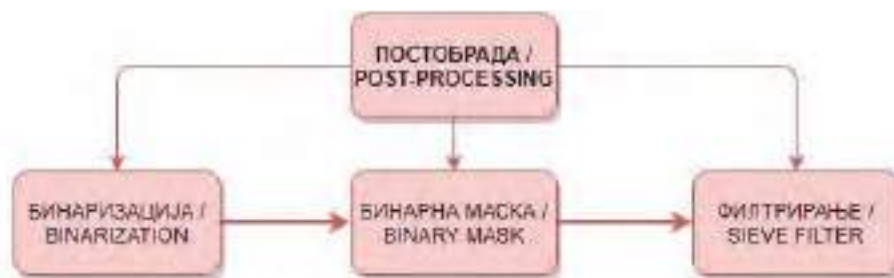 ПОСТОБРАДА /
POST-PROCESSING
БИНАРИЗАЦИЈА /
BINARIZATION
БИНАРНА МАСКА /
BINARY MASK
ФИЛТРИРАЊЕ /
SIEVE FILTER